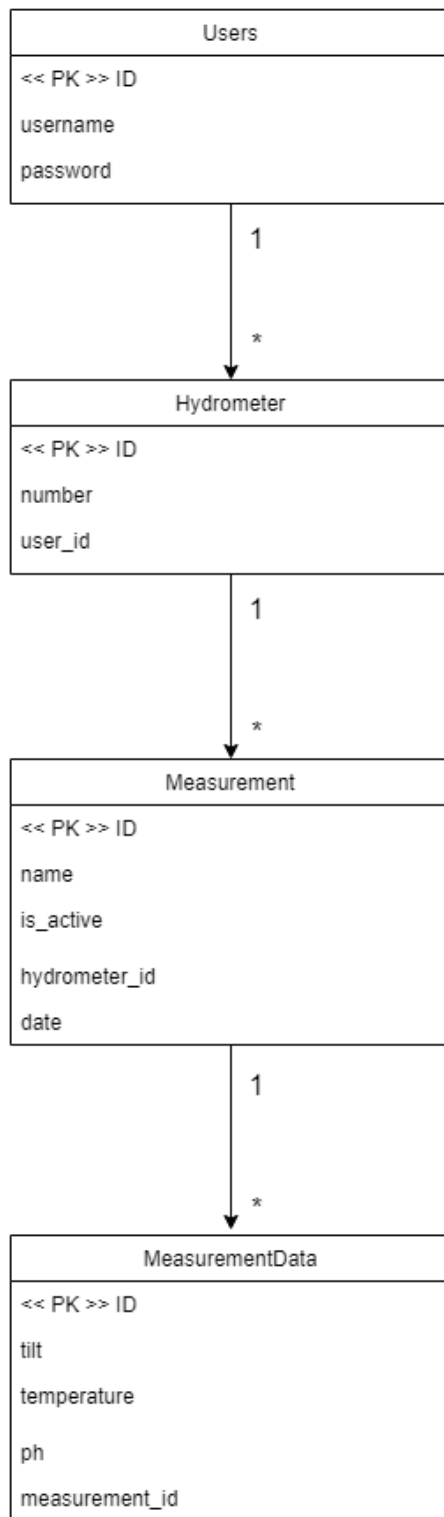 Users
<< PK >> ID
username
password
1
*
Hydrometer
<< PK >> ID
number
user_id
1
*
Measurement
<< PK >> ID
name
is_active
hydrometer_id
date
1
*
MeasurementData
<< PK >> ID
tilt
temperature
ph
measurement_id